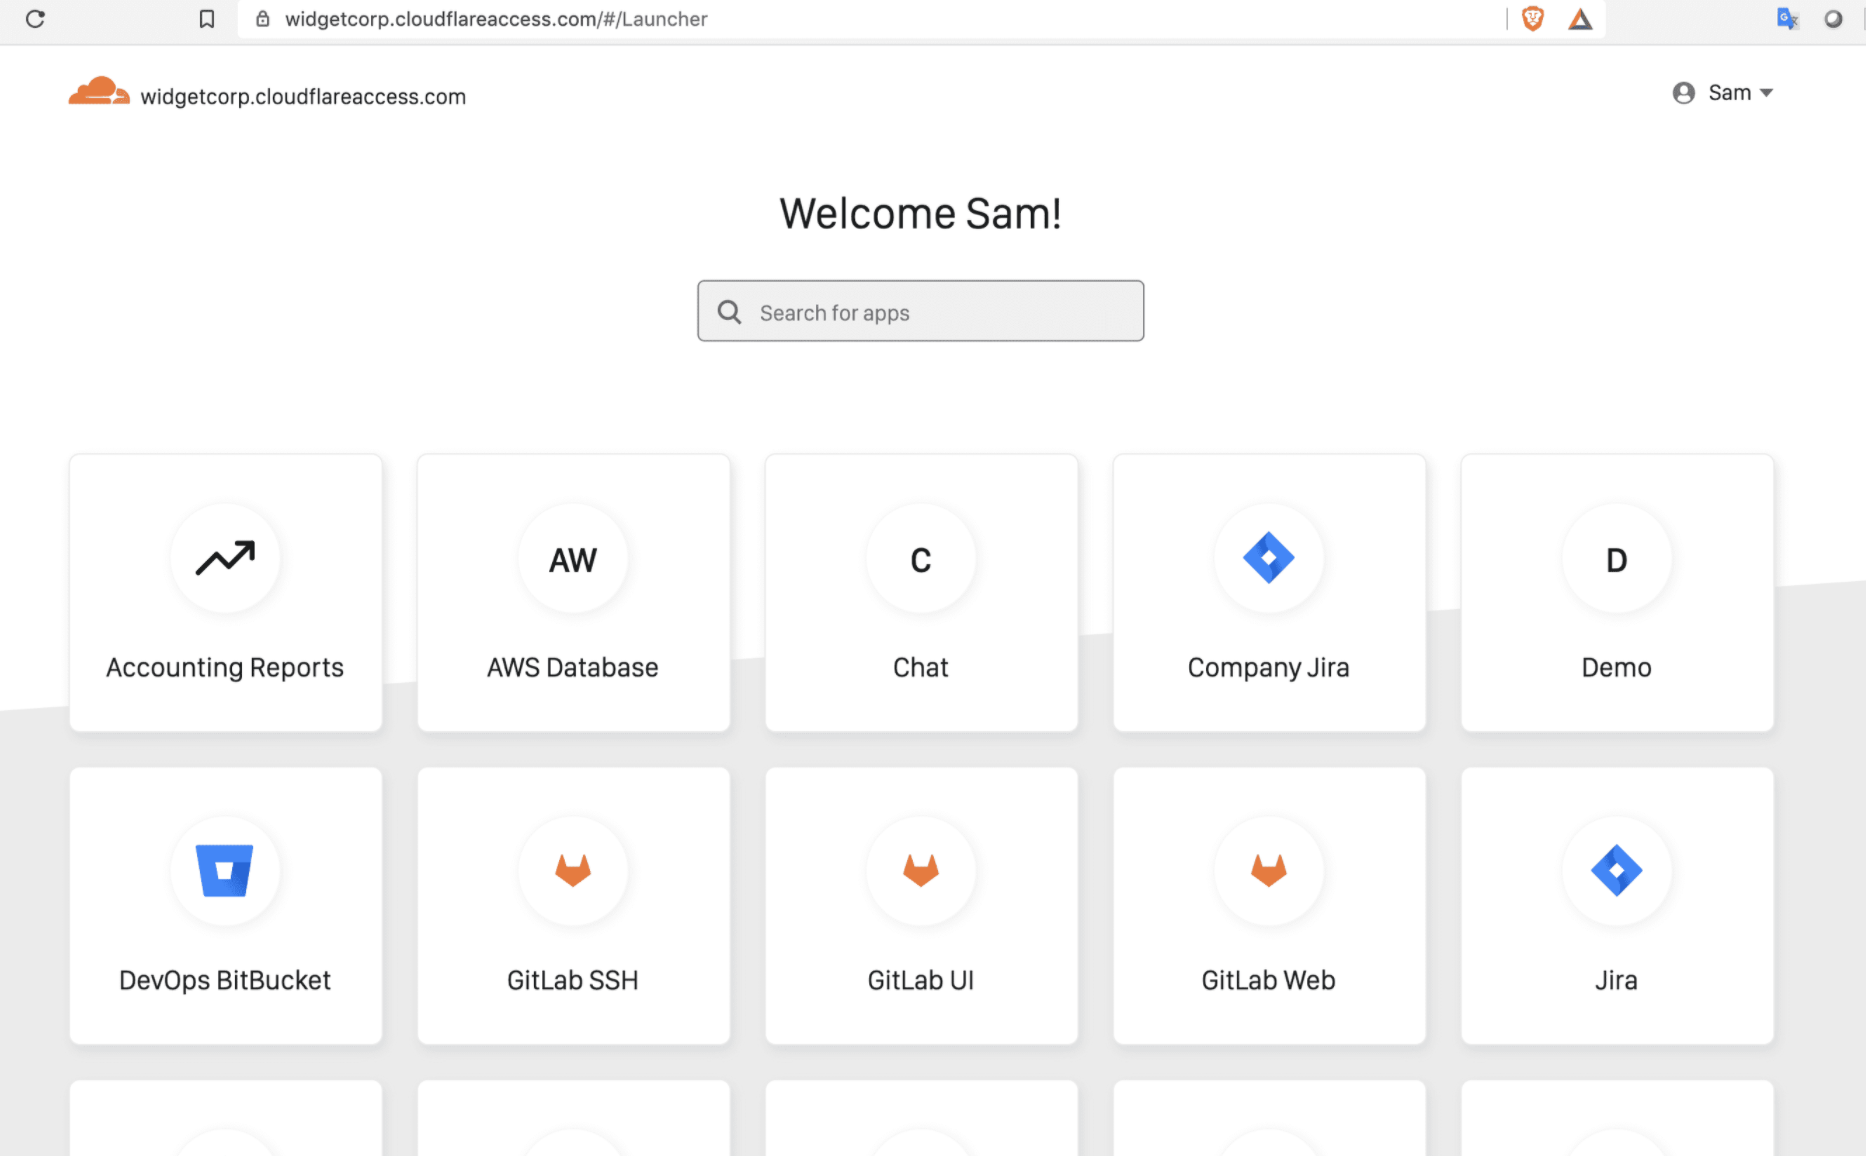 widgetcorp.cloudflareaccess.com/#/Launcher
widgetcorp.cloudflareaccess.com
Sam
Welcome Sam!
Search for apps
AW
C
D
Accounting Reports
AWS Database
Chat
Company Jira
Demo
DevOps BitBucket
GitLab SSH
GitLab UI
GitLab Web
Jira